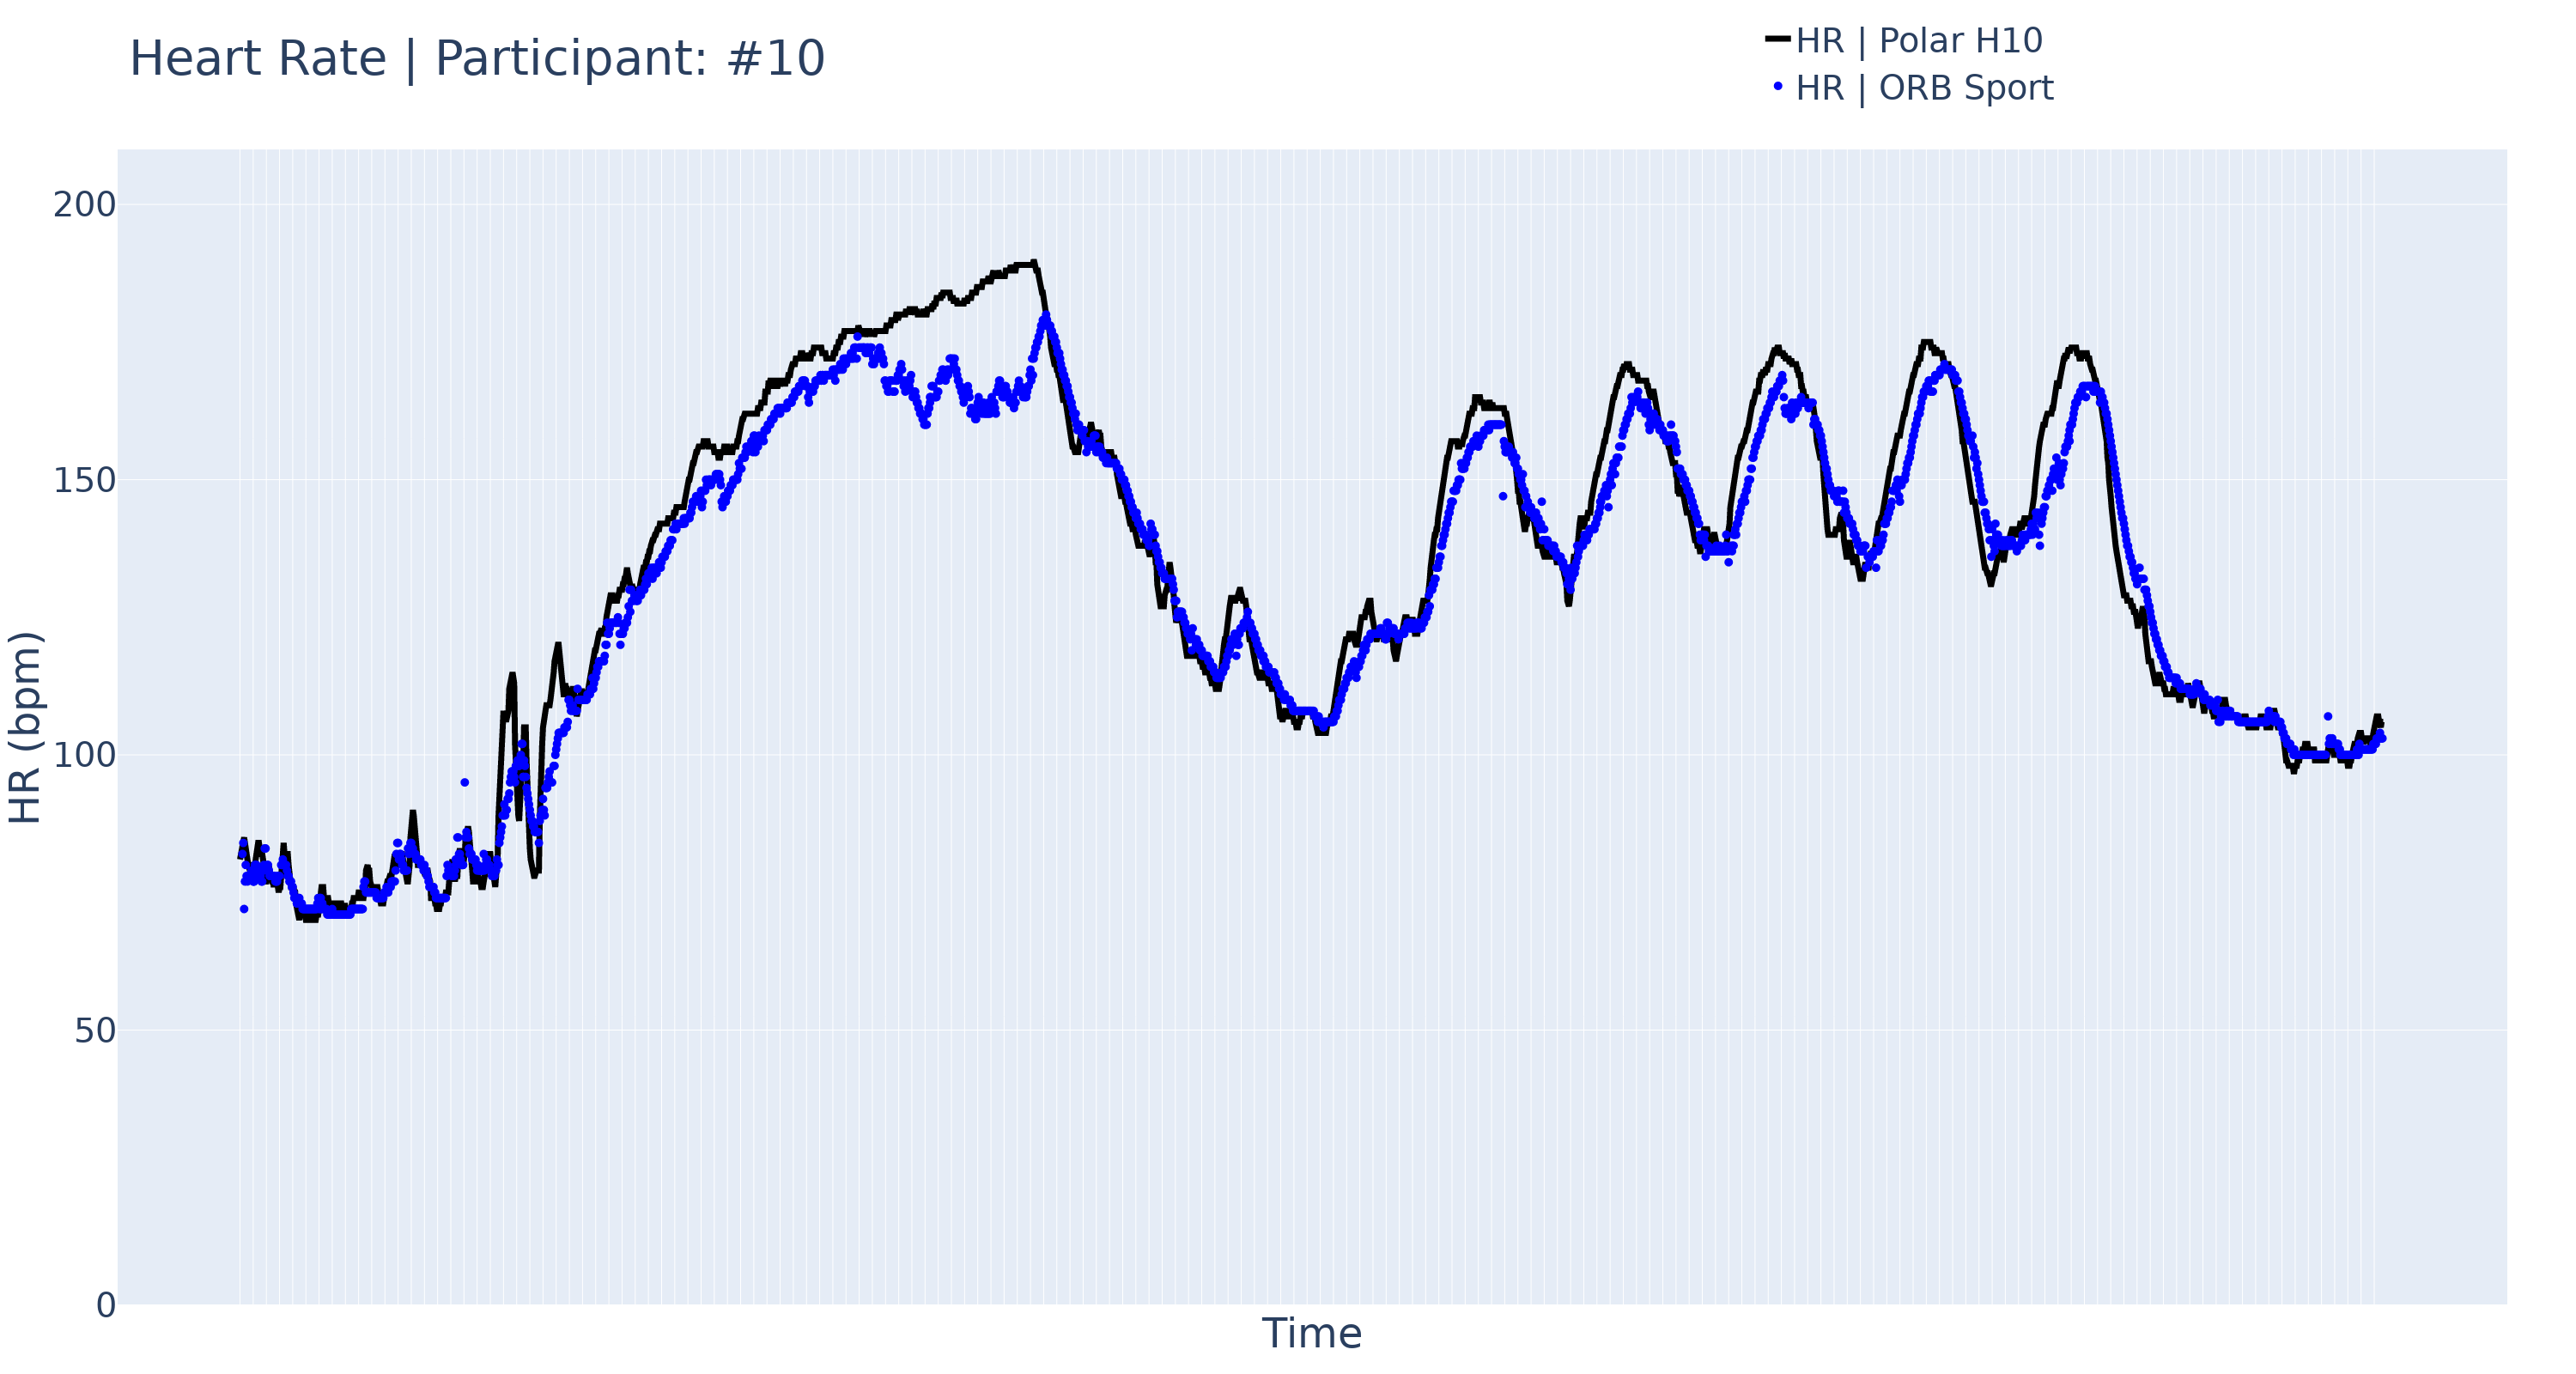 Heart Rate | Participant: #10
HR | Polar H10
HR | ORB Sport
200
150
100
50
0
HR (bpm)
Time